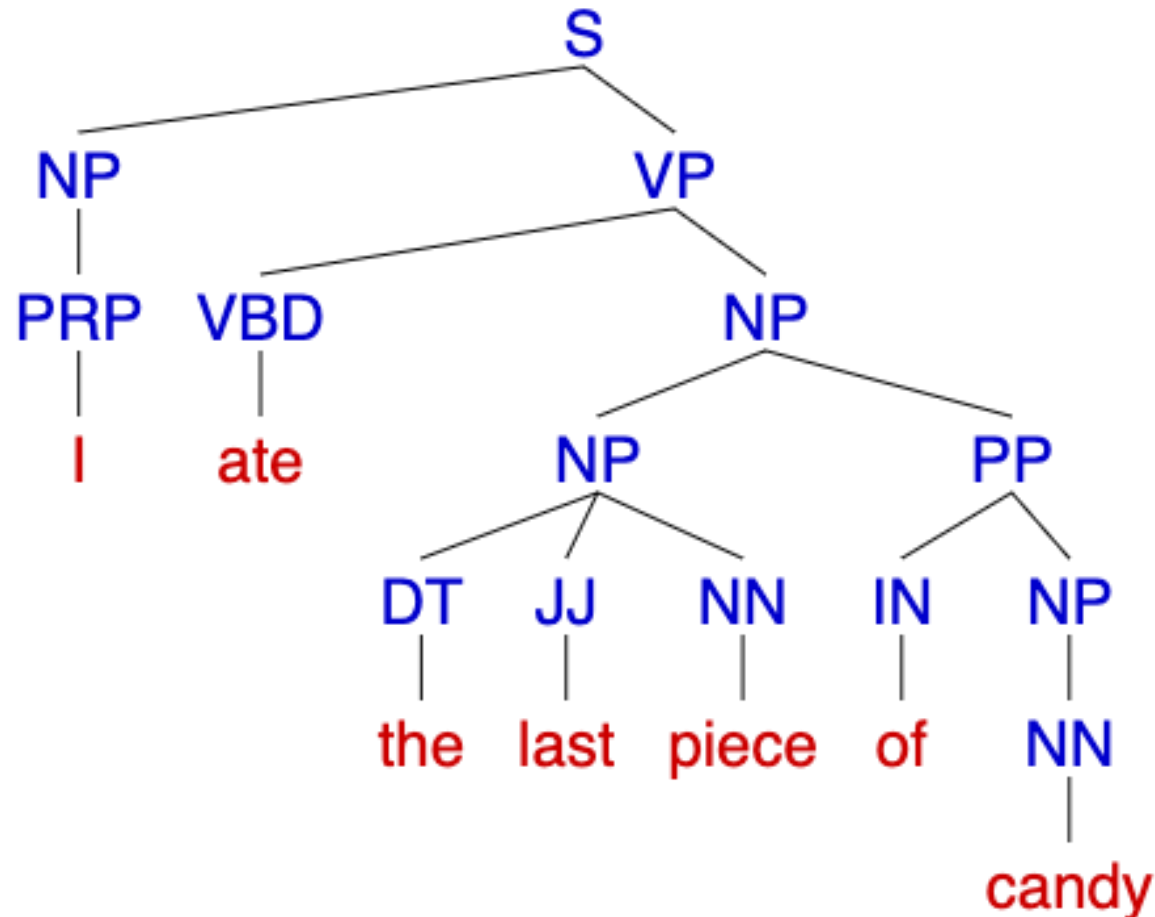 S
NP VP
PRP VBD NP
I ate NP PP
DT JJ NN IN NP
the last piece of NN
candy